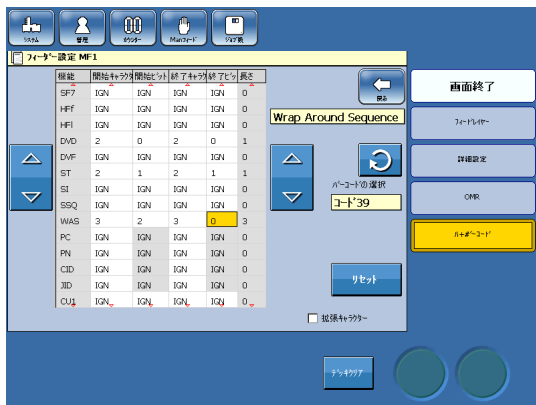 システム
管理
カウンター
Manフィード
ジョブ 換
フィーダー設定 MF1
機能 開始キャラクタ 開始ビット 終了キャラクタ 終了ビット 長さ
SF7 IGN IGN IGN IGN 0
HFf IGN IGN IGN IGN 0
HFl IGN IGN IGN IGN 0
DVD 2 0 2 0 1
DVF IGN IGN IGN IGN 0
ST 2 1 2 1 1
SI IGN IGN IGN IGN 0
SSQ IGN IGN IGN IGN 0
WAS 3 2 3 0 3
PC IGN IGN IGN IGN 0
PN IGN IGN IGN IGN 0
CID IGN IGN IGN IGN 0
JID IGN IGN IGN IGN 0
CU1 IGN IGN IGN IGN 0
戻る
Wrap Around Sequence
バーコードの選択
コード39
リセット
拡張キャラクター
画面終了
フィードプレイヤー
詳細設定
OMR
バーコード
デッキクリア